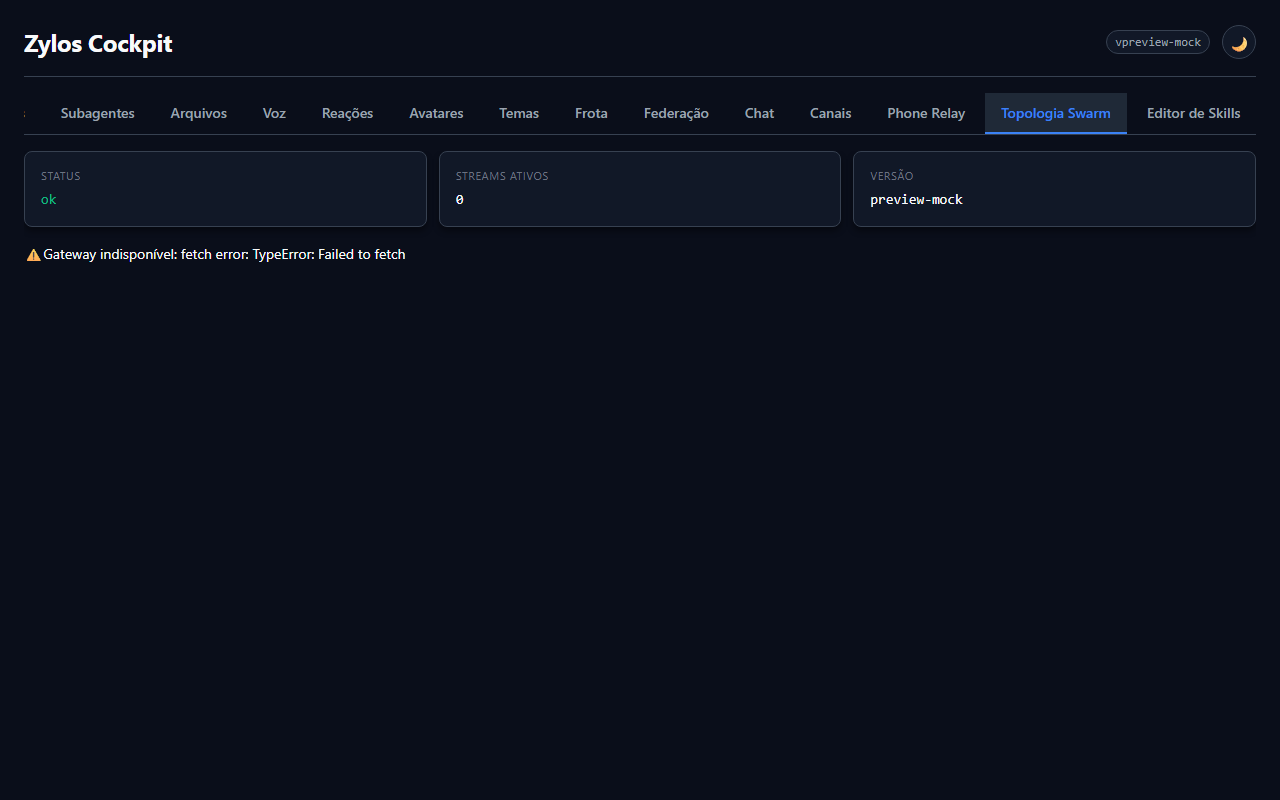 Zylos Cockpit
vpreview-mock
Subagentes Arquivos Voz Reações Avatares Temas Frota Federação Chat Canais Phone Relay Topologia Swarm Editor de Skills
STATUS
ok
STREAMS ATIVOS
0
VERSÃO
preview-mock
Gateway indisponível: fetch error: TypeError: Failed to fetch